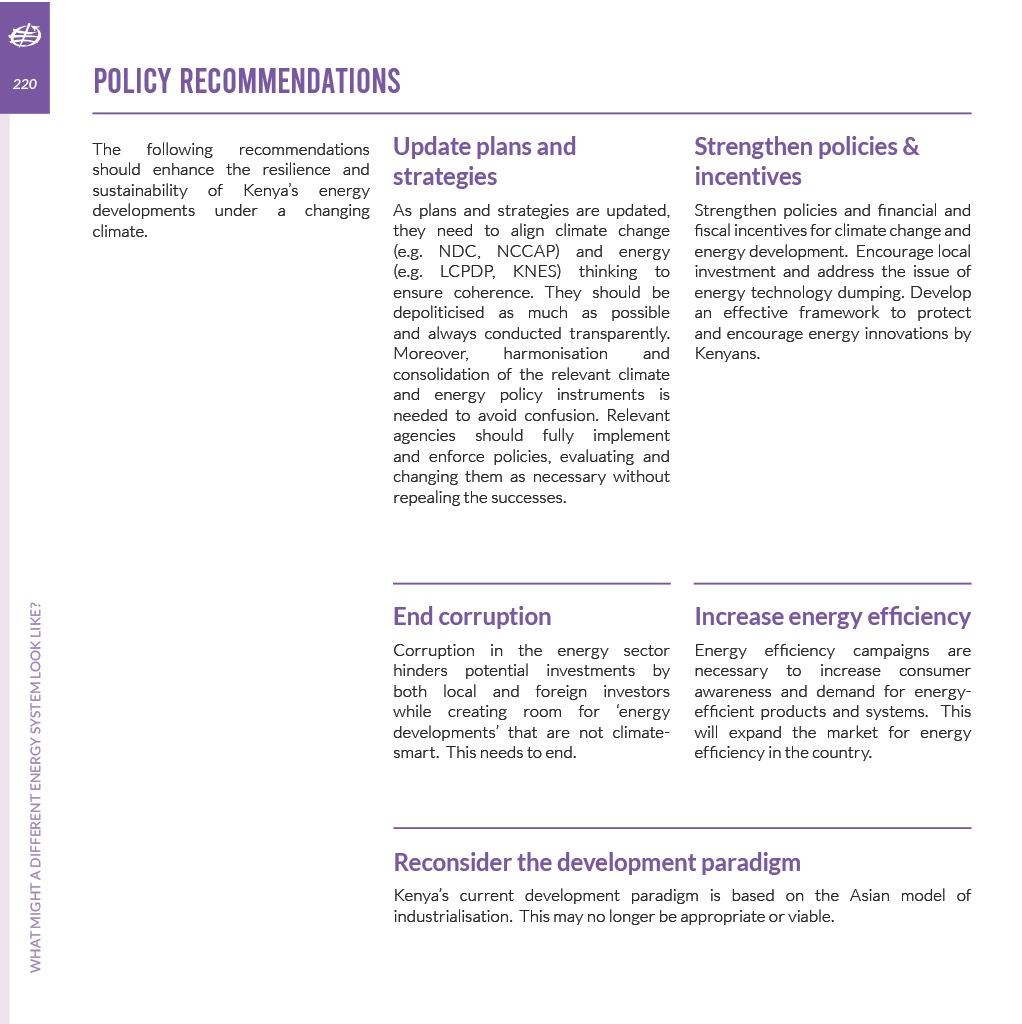 220
POLICY RECOMMENDATIONS
The following recommendations
should enhance the resilience and
sustainability of Kenya's energy
developments under a changing
climate.
Update plans and
strategies
As plans and strategies are updated,
they need to align climate change
(e.g. NDC, NCCAP) and energy
(e.g. LCPDP, KNES) thinking to
ensure coherence. They should be
depoliticised as much as possible
and always conducted transparently.
Moreover, harmonisation and
consolidation of the relevant climate
and energy policy instruments is
needed to avoid confusion. Relevant
agencies should fully implement
and enforce policies, evaluating and
changing them as necessary without
repealing the successes.
Strengthen policies &
incentives
Strengthen policies and financial and
fiscal incentives for climate change and
energy development. Encourage local
investment and address the issue of
energy technology dumping. Develop
an effective framework to protect
and encourage energy innovations by
Kenyans.
End corruption
Corruption in the energy sector
hinders potential investments by
both local and foreign investors
while creating room for 'energy
developments' that are not climate-
smart. This needs to end.
Increase energy efficiency
Energy efficiency campaigns are
necessary to increase consumer
awareness and demand for energy-
efficient products and systems. This
will expand the market for energy
efficiency in the country.
Reconsider the development paradigm
Kenya's current development paradigm is based on the Asian model of
industrialisation. This may no longer be appropriate or viable.
WHAT MIGHT A DIFFERENT ENERGY SYSTEM LOOK LIKE?